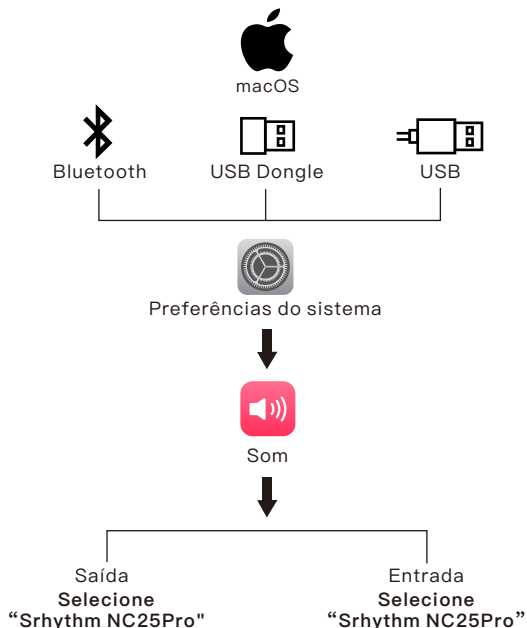 macOS
Bluetooth USB Dongle USB
Preferências do sistema
Som
Saída Entrada
Selecione Selecione
“Srhythm NC25Pro" “Srhythm NC25Pro”